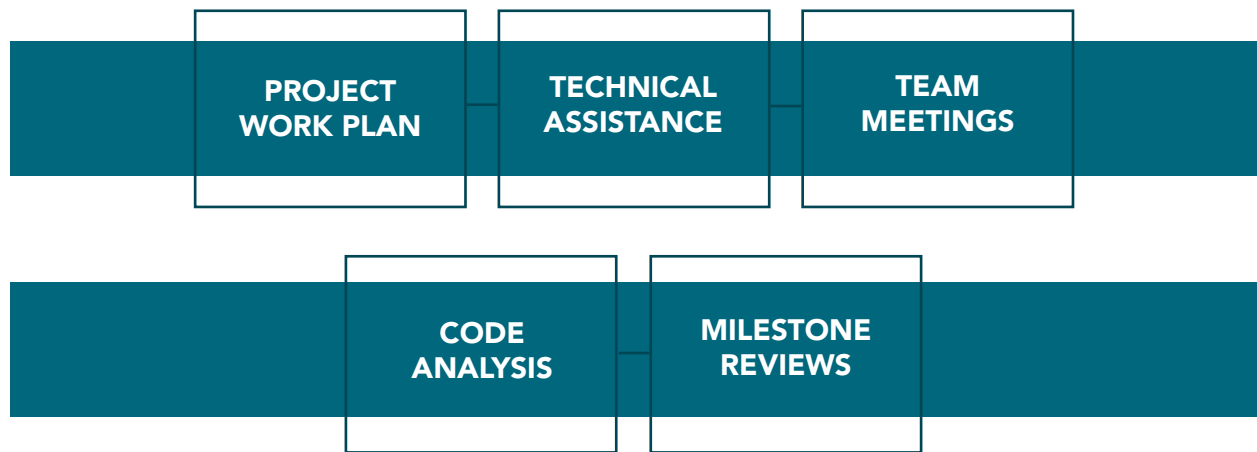 PROJECT
WORK PLAN
TECHNICAL
ASSISTANCE
TEAM
MEETINGS
CODE
ANALYSIS
MILESTONE
REVIEWS